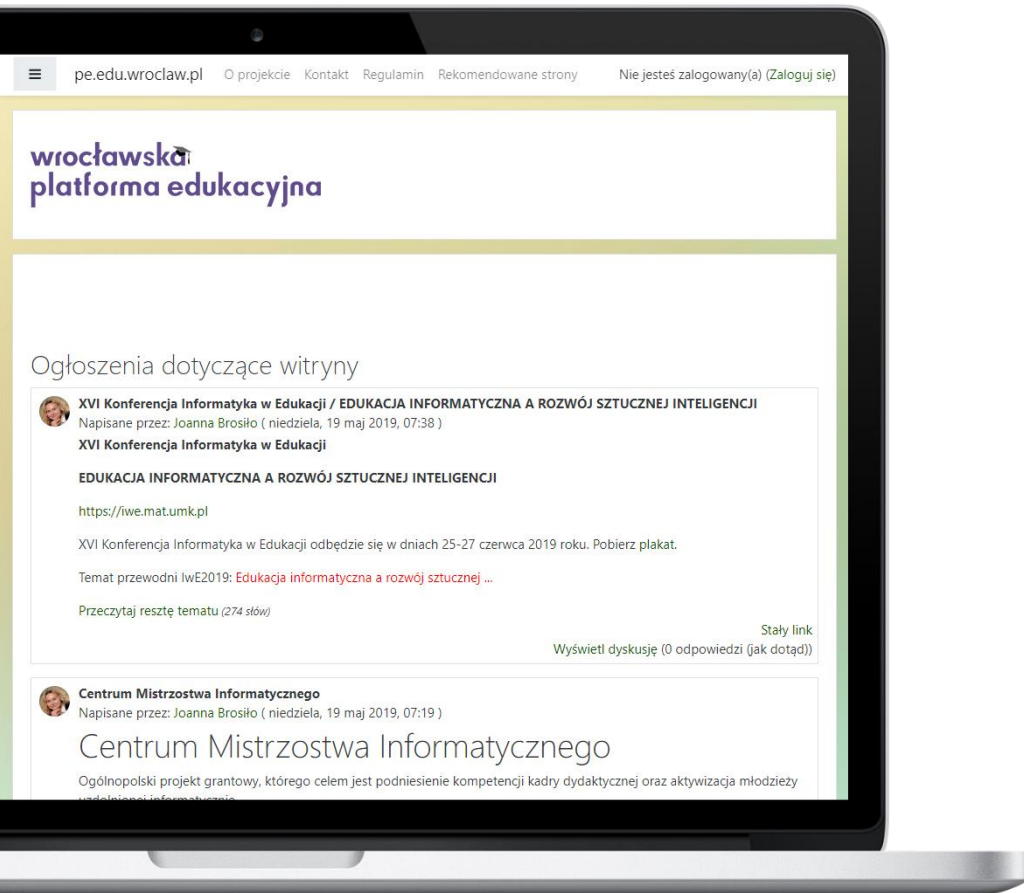 pe.edu.wroclaw.pl O projekcie Kontakt Regulamin Rekomendowane strony Nie jesteś zalogowany(a) (Zaloguj się)
wrocławska
platforma edukacyjna
Ogłoszenia dotyczące witryny
XVI Konferencja Informatyka w Edukacji / EDUKACJA INFORMATYCZNA A ROZWÓJ SZTUCZNEJ INTELIGENCJI
Napisane przez: Joanna Brosiło ( niedziela, 19 maj 2019, 07:38 )
XVI Konferencja Informatyka w Edukacji
EDUKACJA INFORMATYCZNA A ROZWÓJ SZTUCZNEJ INTELIGENCJI
https://iwe.mat.umk.pl
XVI Konferencja Informatyka w Edukacji odbędzie się w dniach 25-27 czerwca 2019 roku. Pobierz plakat.
Temat przewodni IwE2019: Edukacja informatyczna a rozwój sztucznej ...
Przeczytaj resztę tematu (274 słów)
Stały link
Wyświetl dyskusję (0 odpowiedzi (jak dotąd))
Centrum Mistrzostwa Informatycznego
Napisane przez: Joanna Brosiło ( niedziela, 19 maj 2019, 07:19 )
Centrum Mistrzostwa Informatycznego
Ogólnopolski projekt grantowy, którego celem jest podniesienie kompetencji kadry dydaktycznej oraz aktywizacja młodzieży